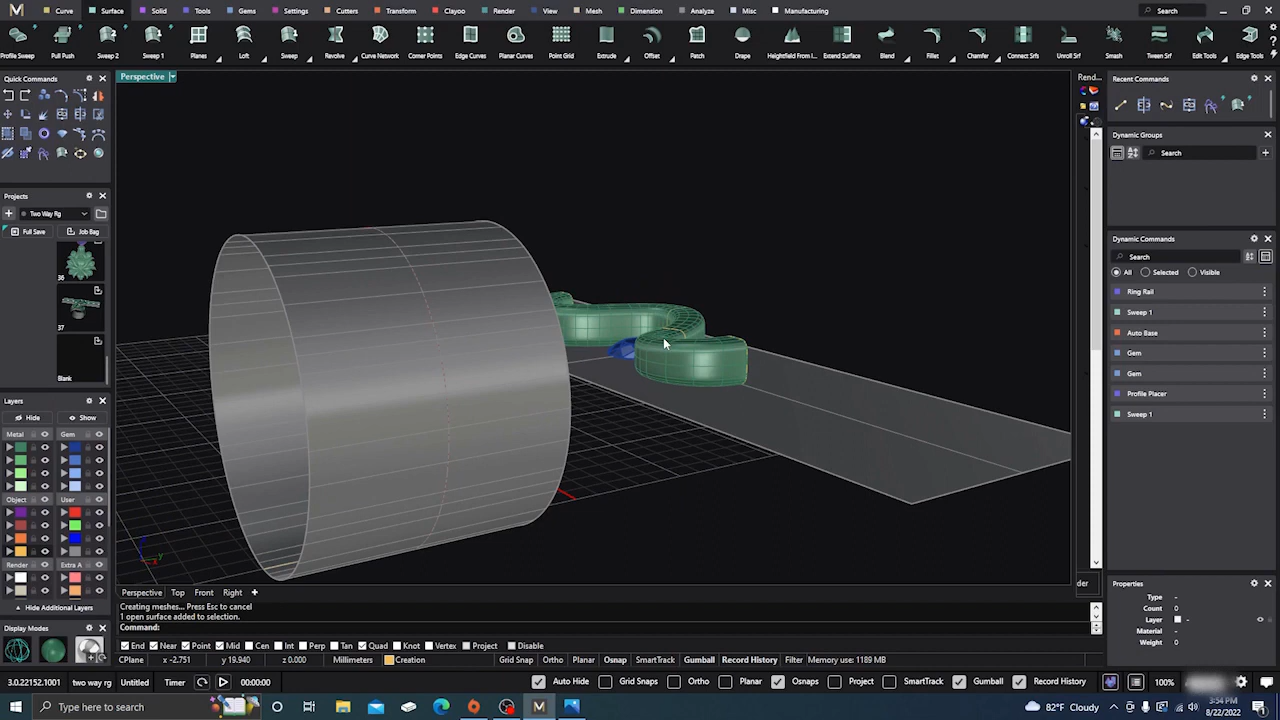 Curve Solid Tools Gems Settings Cutters Transform Clayoo Render View Mesh Dimension Analyze Misc Manufacturing Search
Surface
Profile Sweep Pull Push Sweep 2 Sweep 1 Planes Loft Sweep Revolve Curve Network Corner Points Edge Curves Planar Curves Point Grid Extrude Offset Patch Drape Heightfield From I... Extend Surface Blend Fillet Chamfer Connect Srfs Unroll Srf Smash Tween Srf Edit Tools Edge Tools
Quick Commands
Perspective
Rend...
Recent Commands
Dynamic Groups
Search
Projects
Two Way Rg
Full Save Job Bag
36
37
Blank
Dynamic Commands
Search
All Selected Visible
Ring Rail
Sweep 1
Auto Base
Gem
Gem
Profile Placer
Sweep 1
Layers
Hide Show
Metal Gem
Object User
Render Extra A
Hide Additional Layers
z
y
x
der
Perspective Top Front Right
Creating meshes... Press Esc to cancel
1 open surface added to selection.
Command:
Properties
Type -
Count 0
Layer -
Material -
Weight 0
Display Modes
End Near Point Mid Cen Int Perp Tan Quad Knot Vertex Project Disable
CPlane x -2.751 y 19.940 z 0.000 Millimeters Creation Grid Snap Ortho Planar Osnap SmartTrack Gumball Record History Filter Memory use: 1189 MB
3.0.22152.1001 two way rg Untitled Timer 00:00:00 Auto Hide Grid Snaps Ortho Planar Osnaps Project SmartTrack Gumball Record History 100%
Type here to search
82°F Cloudy
3:54 PM
8/22/2022